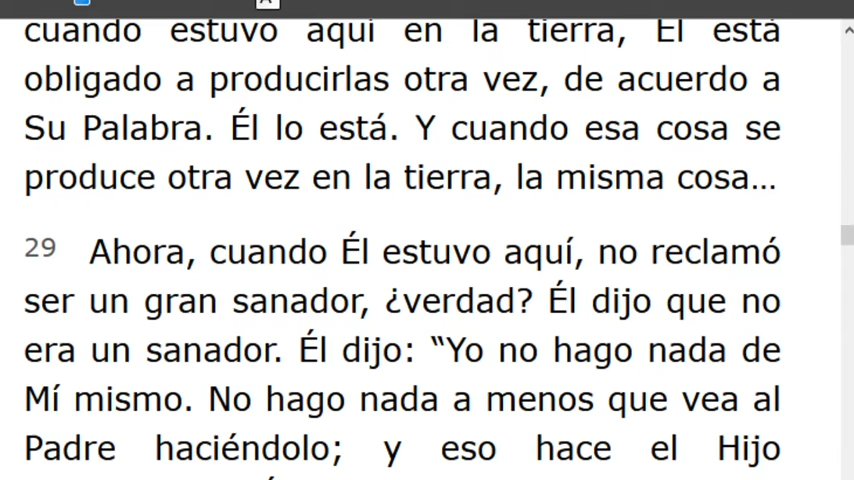 cuando estuvo aquí en la tierra, Él está
obligado a producirlas otra vez, de acuerdo a
Su Palabra. Él lo está. Y cuando esa cosa se
produce otra vez en la tierra, la misma cosa…
29 Ahora, cuando Él estuvo aquí, no reclamó
ser un gran sanador, ¿verdad? Él dijo que no
era un sanador. Él dijo: “Yo no hago nada de
Mí mismo. No hago nada a menos que vea al
Padre haciéndolo; y eso hace el Hijo